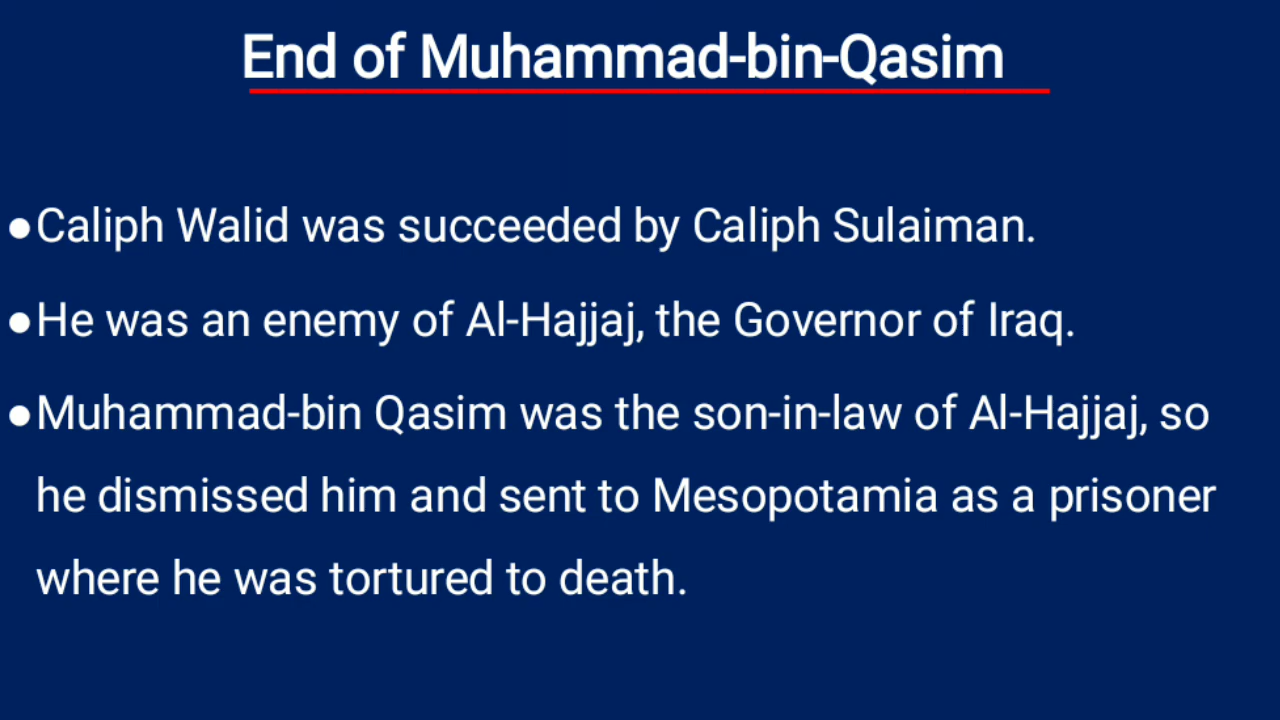 End of Muhammad-bin-Qasim
●Caliph Walid was succeeded by Caliph Sulaiman.
●He was an enemy of Al-Hajjaj, the Governor of Iraq.
●Muhammad-bin Qasim was the son-in-law of Al-Hajjaj, so
he dismissed him and sent to Mesopotamia as a prisoner
where he was tortured to death.